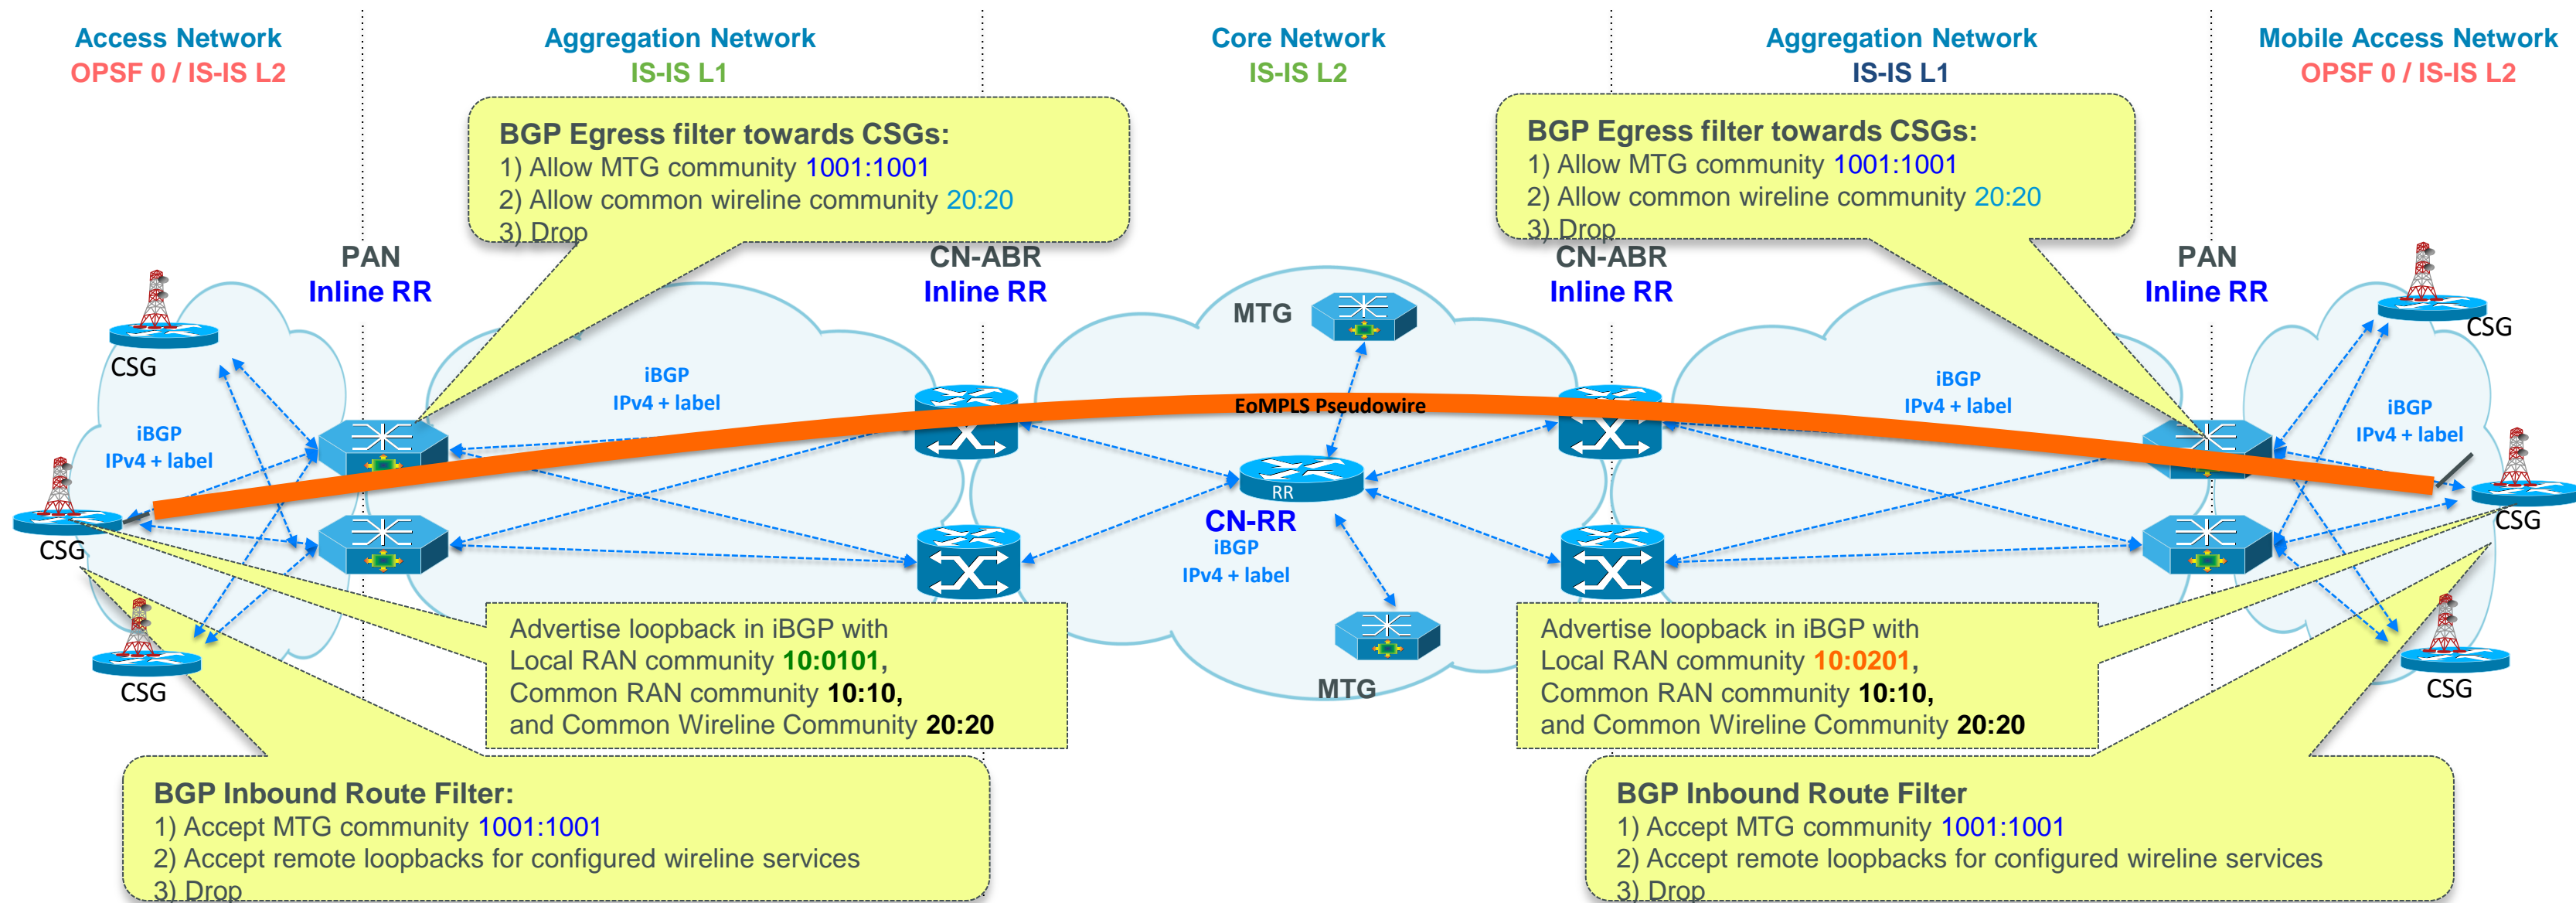 Access Network
OPSF 0 / IS-IS L2
Aggregation Network
IS-IS L1
Core Network
IS-IS L2
Aggregation Network
IS-IS L1
Mobile Access Network
OPSF 0 / IS-IS L2
BGP Egress filter towards CSGs:
1) Allow MTG community 1001:1001
2) Allow common wireline community 20:20
3) Drop
BGP Egress filter towards CSGs:
1) Allow MTG community 1001:1001
2) Allow common wireline community 20:20
3) Drop
PAN
Inline RR
CN-ABR
Inline RR
CN-ABR
Inline RR
PAN
Inline RR
MTG
CSG
CSG
iBGP
IPv4 + label
iBGP
IPv4 + label
EoMPLS Pseudowire
iBGP
IPv4 + label
iBGP
IPv4 + label
RR
CN-RR
iBGP
IPv4 + label
CSG
CSG
MTG
CSG
CSG
Advertise loopback in iBGP with
Local RAN community 10:0101,
Common RAN community 10:10,
and Common Wireline Community 20:20
Advertise loopback in iBGP with
Local RAN community 10:0201,
Common RAN community 10:10,
and Common Wireline Community 20:20
BGP Inbound Route Filter:
1) Accept MTG community 1001:1001
2) Accept remote loopbacks for configured wireline services
3) Drop
BGP Inbound Route Filter
1) Accept MTG community 1001:1001
2) Accept remote loopbacks for configured wireline services
3) Drop